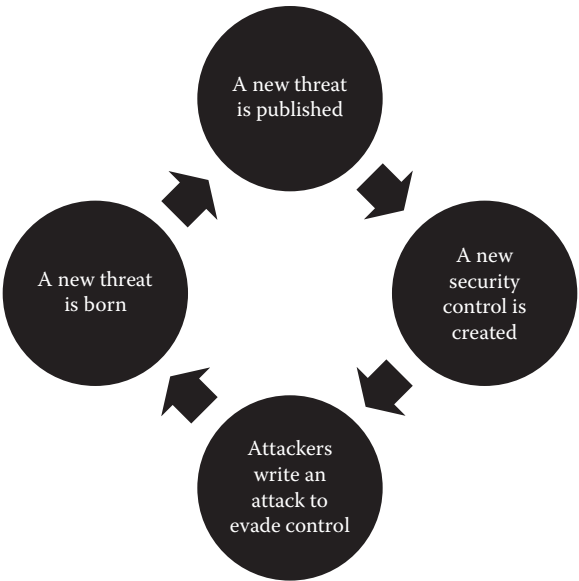 A new threat
is published
A new
security
control is
created
Attackers
write an
attack to
evade control
A new threat
is born